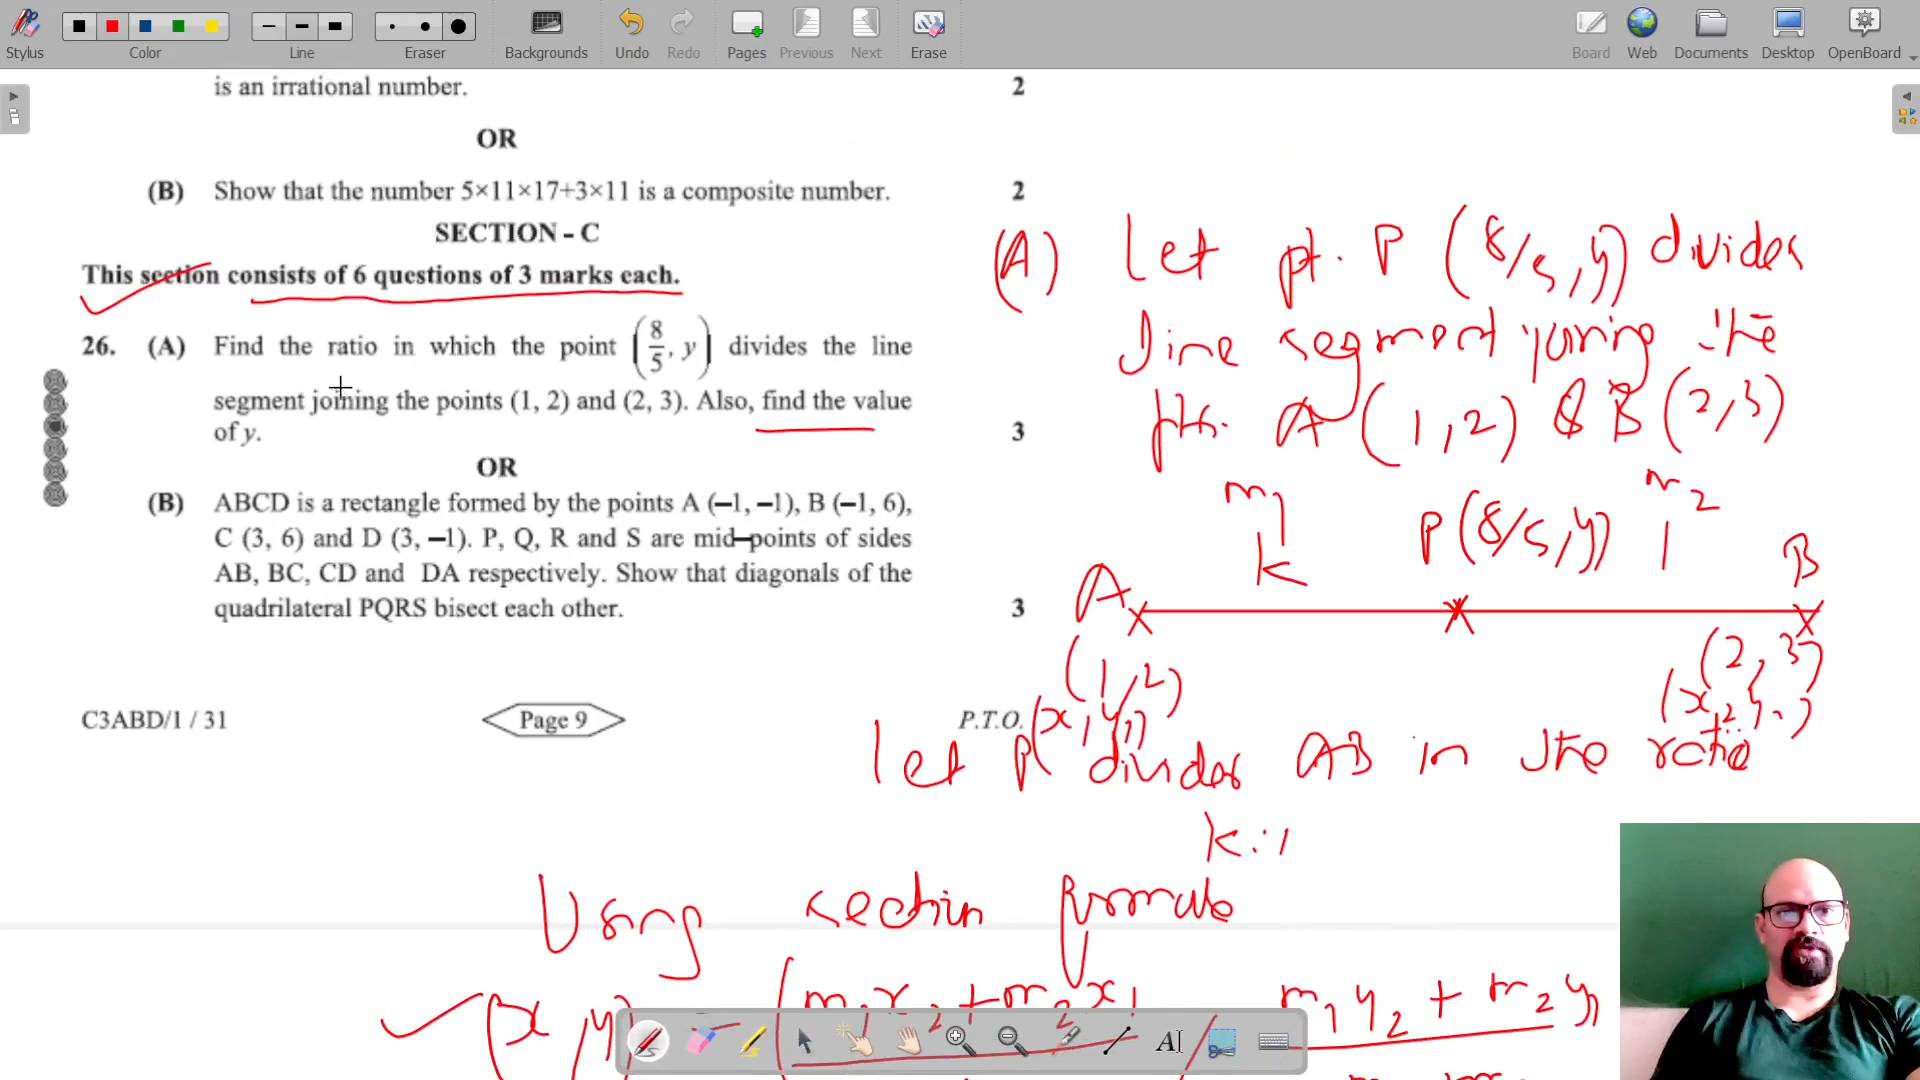 Stylus Color Line Eraser Backgrounds Undo Redo Pages Previous Next Erase Board Web Documents Desktop OpenBoard
is an irrational number. 2
OR
(B) Show that the number 5×11×17+3×11 is a composite number. 2
SECTION - C
This section consists of 6 questions of 3 marks each.
26. (A) Find the ratio in which the point (8/5, y) divides the line
segment joining the points (1, 2) and (2, 3). Also, find the value
of y. 3
OR
(B) ABCD is a rectangle formed by the points A (–1, –1), B (–1, 6),
C (3, 6) and D (3, –1). P, Q, R and S are mid–points of sides
AB, BC, CD and DA respectively. Show that diagonals of the
quadrilateral PQRS bisect each other. 3
C3ABD/1 / 31 Page 9 P.T.O.
(A) Let pt. P (8/5, y) divides
line segment joining the
pts. A (1, 2) & B (2, 3)
m1 m2
k P(8/5, y) 1
A B
(1, 2) (2, 3)
(x1, y1) (x2, y2)
Let P divides AB in the ratio
k:1
Using section formula
(x, y) (m1x2 + m2x1 m1y2 + m2y1